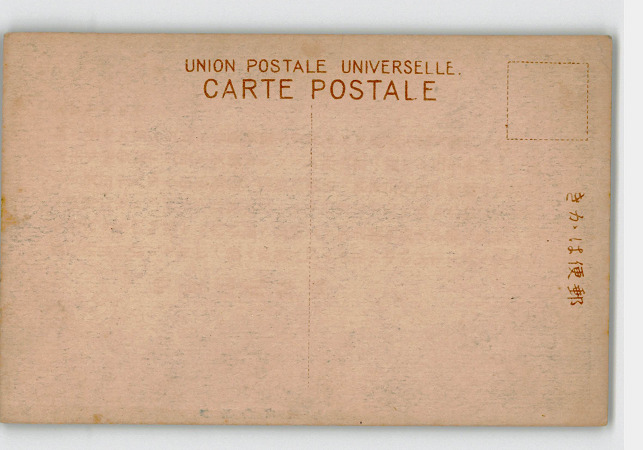 UNION POSTALE UNIVERSELLE.
CARTE POSTALE
きかは便郵